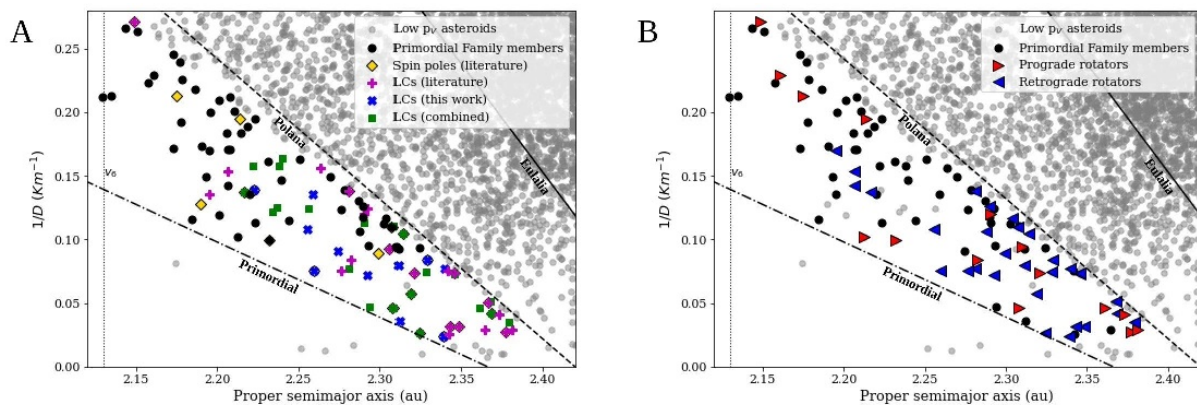 A
B
Low pv asteroids
Primordial Family members
Spin poles (literature)
LCs (literature)
LCs (this work)
LCs (combined)
Polana
Eulalia
Primordial
ν6
1/D (Km⁻¹)
0.25
0.20
0.15
0.10
0.05
0.00
2.15
2.20
2.25
2.30
2.35
2.40
Proper semimajor axis (au)
Low pv asteroids
Primordial Family members
Prograde rotators
Retrograde rotators
Polana
Eulalia
Primordial
ν6
1/D (Km⁻¹)
0.25
0.20
0.15
0.10
0.05
0.00
2.15
2.20
2.25
2.30
2.35
2.40
Proper semimajor axis (au)